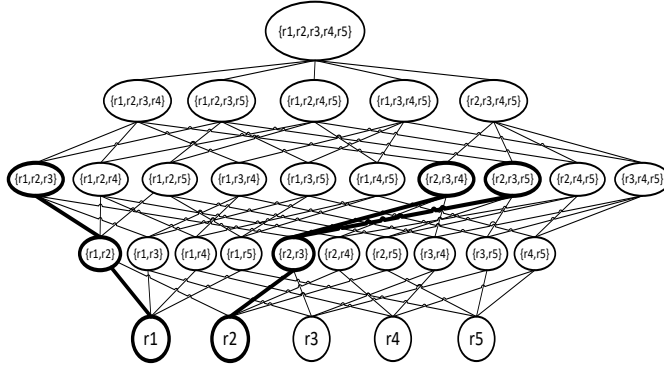 {r1,r2,r3,r4,r5}
{r1,r2,r3,r4} {r1,r2,r3,r5} {r1,r2,r4,r5} {r1,r3,r4,r5} {r2,r3,r4,r5}
{r1,r2,r3} {r1,r2,r4} {r1,r2,r5} {r1,r3,r4} {r1,r3,r5} {r1,r4,r5} {r2,r3,r4} {r2,r3,r5} {r2,r4,r5} {r3,r4,r5}
{r1,r2} {r1,r3} {r1,r4} {r1,r5} {r2,r3} {r2,r4} {r2,r5} {r3,r4} {r3,r5} {r4,r5}
r1 r2 r3 r4 r5